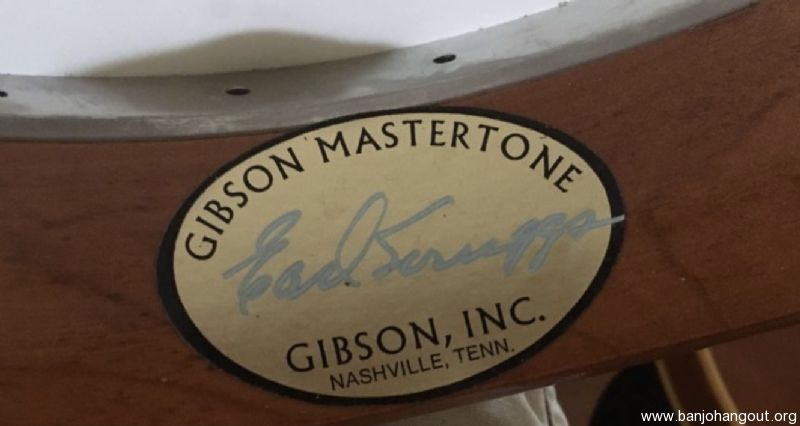 GIBSON MASTERTONE
Earl Scruggs
GIBSON, INC.
NASHVILLE, TENN.
www.banjohangout.org